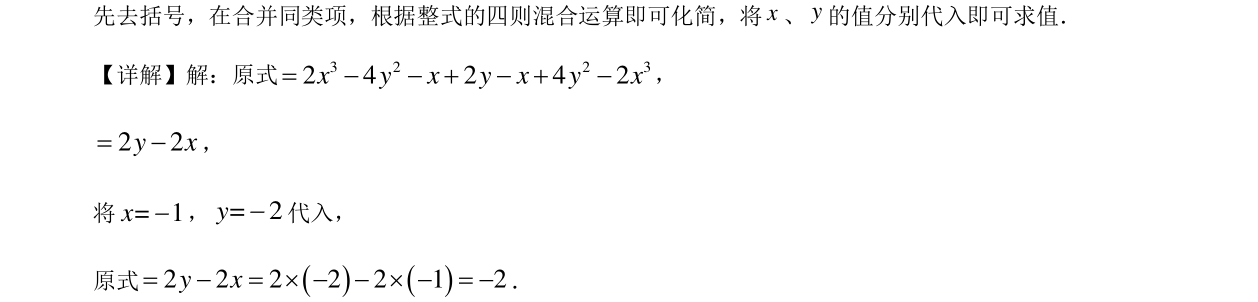 先去括号，在合并同类项，根据整式的四则混合运算即可化简，将 x 、 y 的值分别代入即可求值．
【详解】解：原式 = 2x³ − 4y² − x + 2y − x + 4y² − 2x³，
= 2y − 2x，
将 x= −1， y= − 2 代入，
原式 = 2y − 2x = 2×(−2) − 2×(−1) = −2．